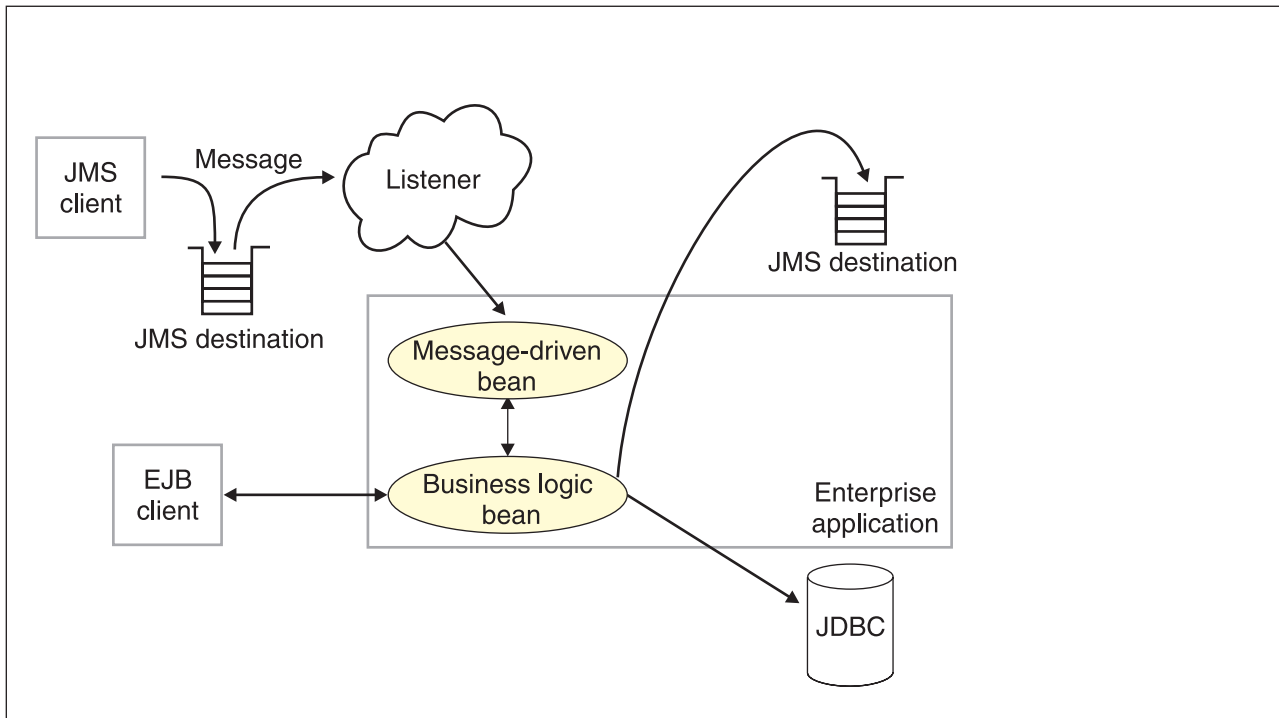 JMS
client
Message
Listener
JMS destination
JMS destination
Message-driven
bean
EJB
client
Business logic
bean
Enterprise
application
JDBC